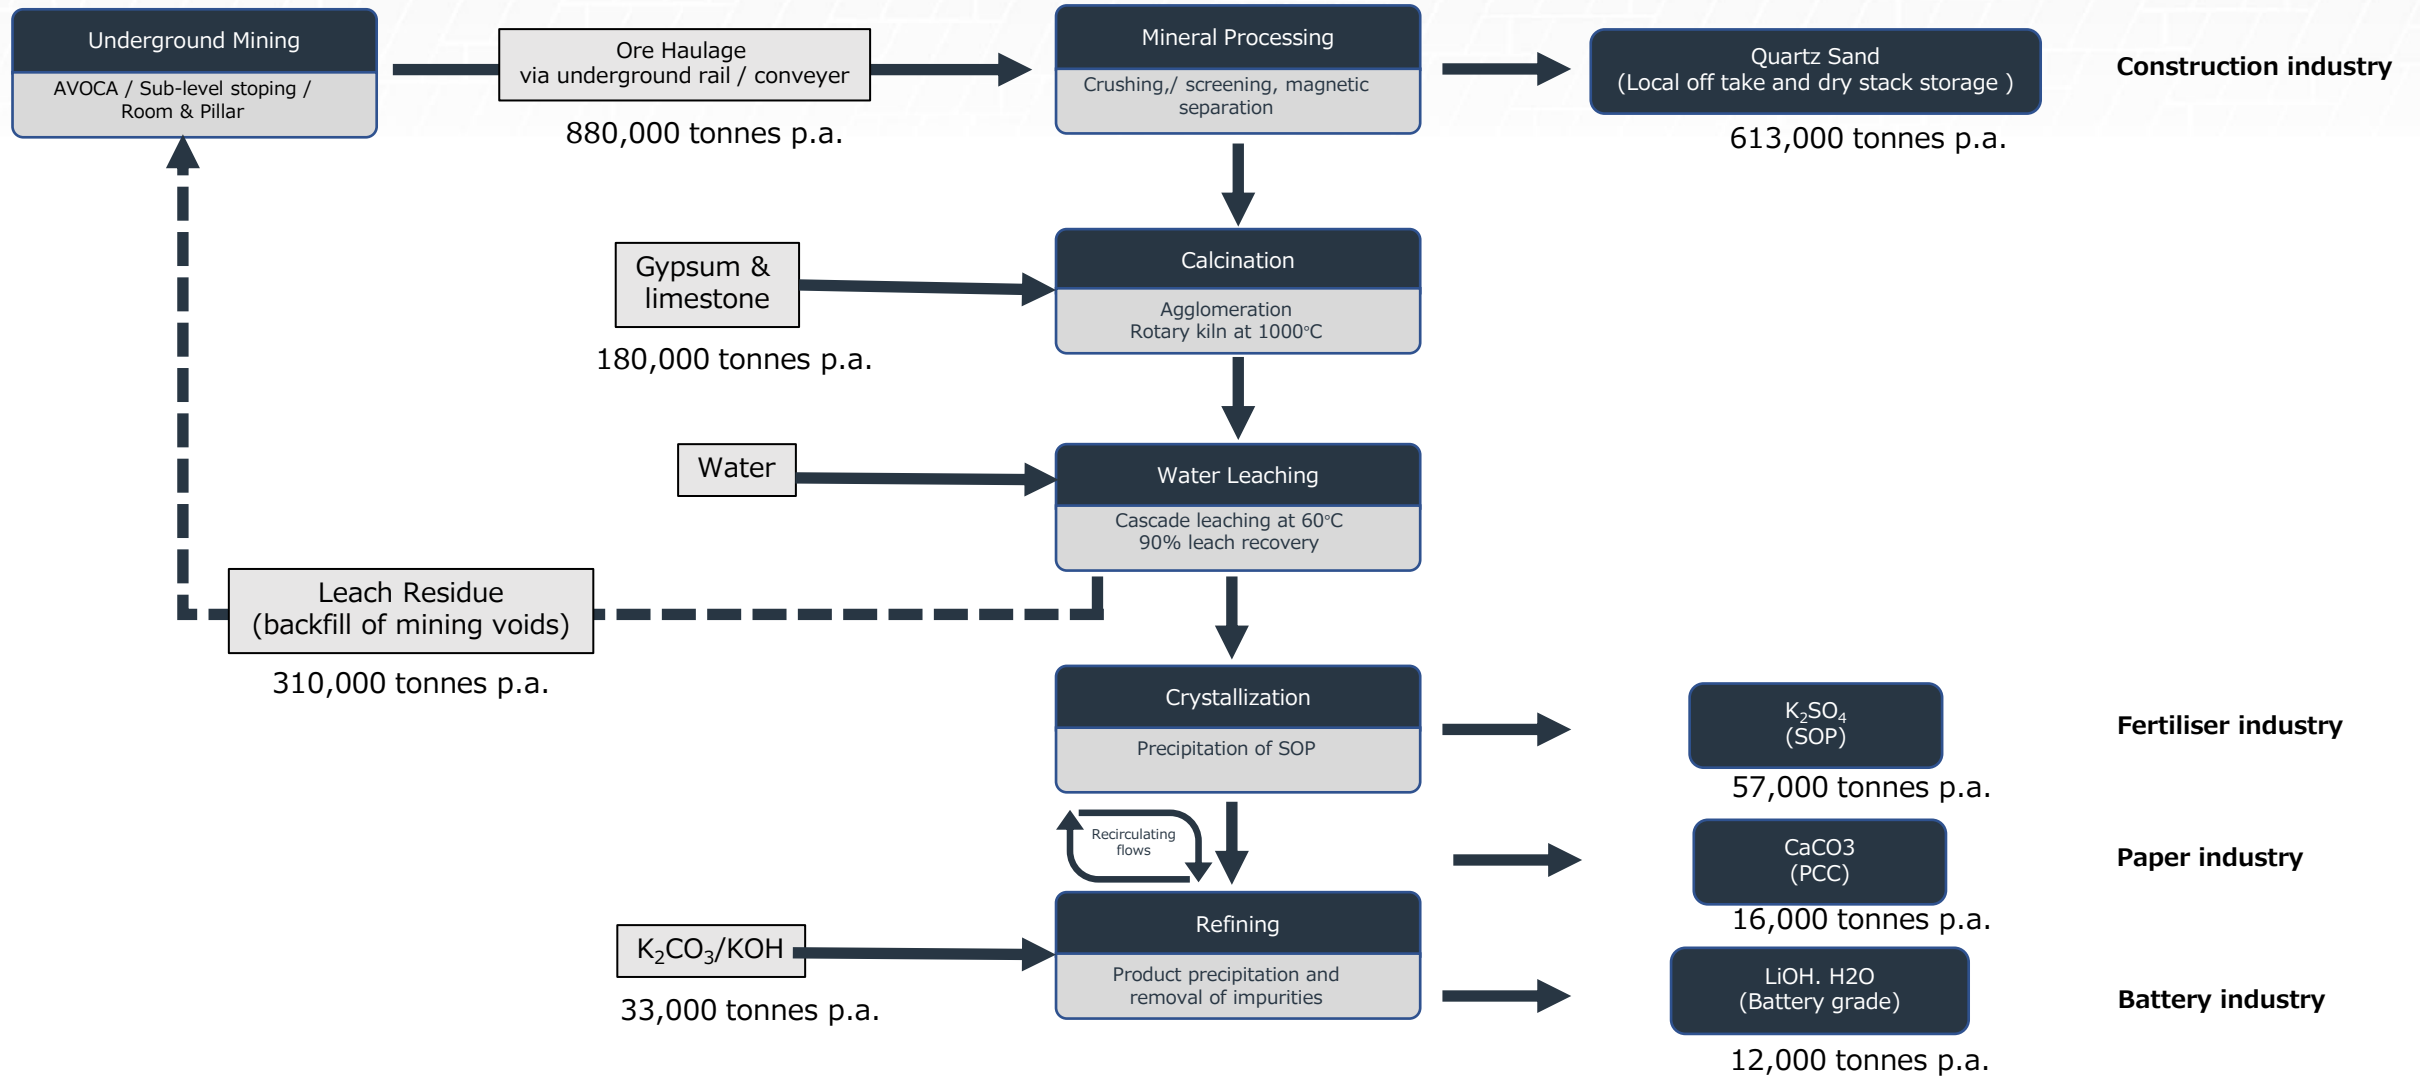 Underground Mining
AVOCA / Sub-level stoping /
Room & Pillar
Ore Haulage
via underground rail / conveyer
880,000 tonnes p.a.
Mineral Processing
Crushing,/ screening, magnetic
separation
Quartz Sand
(Local off take and dry stack storage )
613,000 tonnes p.a.
Construction industry
Gypsum &
limestone
180,000 tonnes p.a.
Calcination
Agglomeration
Rotary kiln at 1000°C
Water
Water Leaching
Cascade leaching at 60°C
90% leach recovery
Leach Residue
(backfill of mining voids)
310,000 tonnes p.a.
Crystallization
Precipitation of SOP
K₂SO₄
(SOP)
57,000 tonnes p.a.
Fertiliser industry
Recirculating
flows
CaCO3
(PCC)
16,000 tonnes p.a.
Paper industry
K₂CO₃/KOH
33,000 tonnes p.a.
Refining
Product precipitation and
removal of impurities
LiOH. H2O
(Battery grade)
12,000 tonnes p.a.
Battery industry